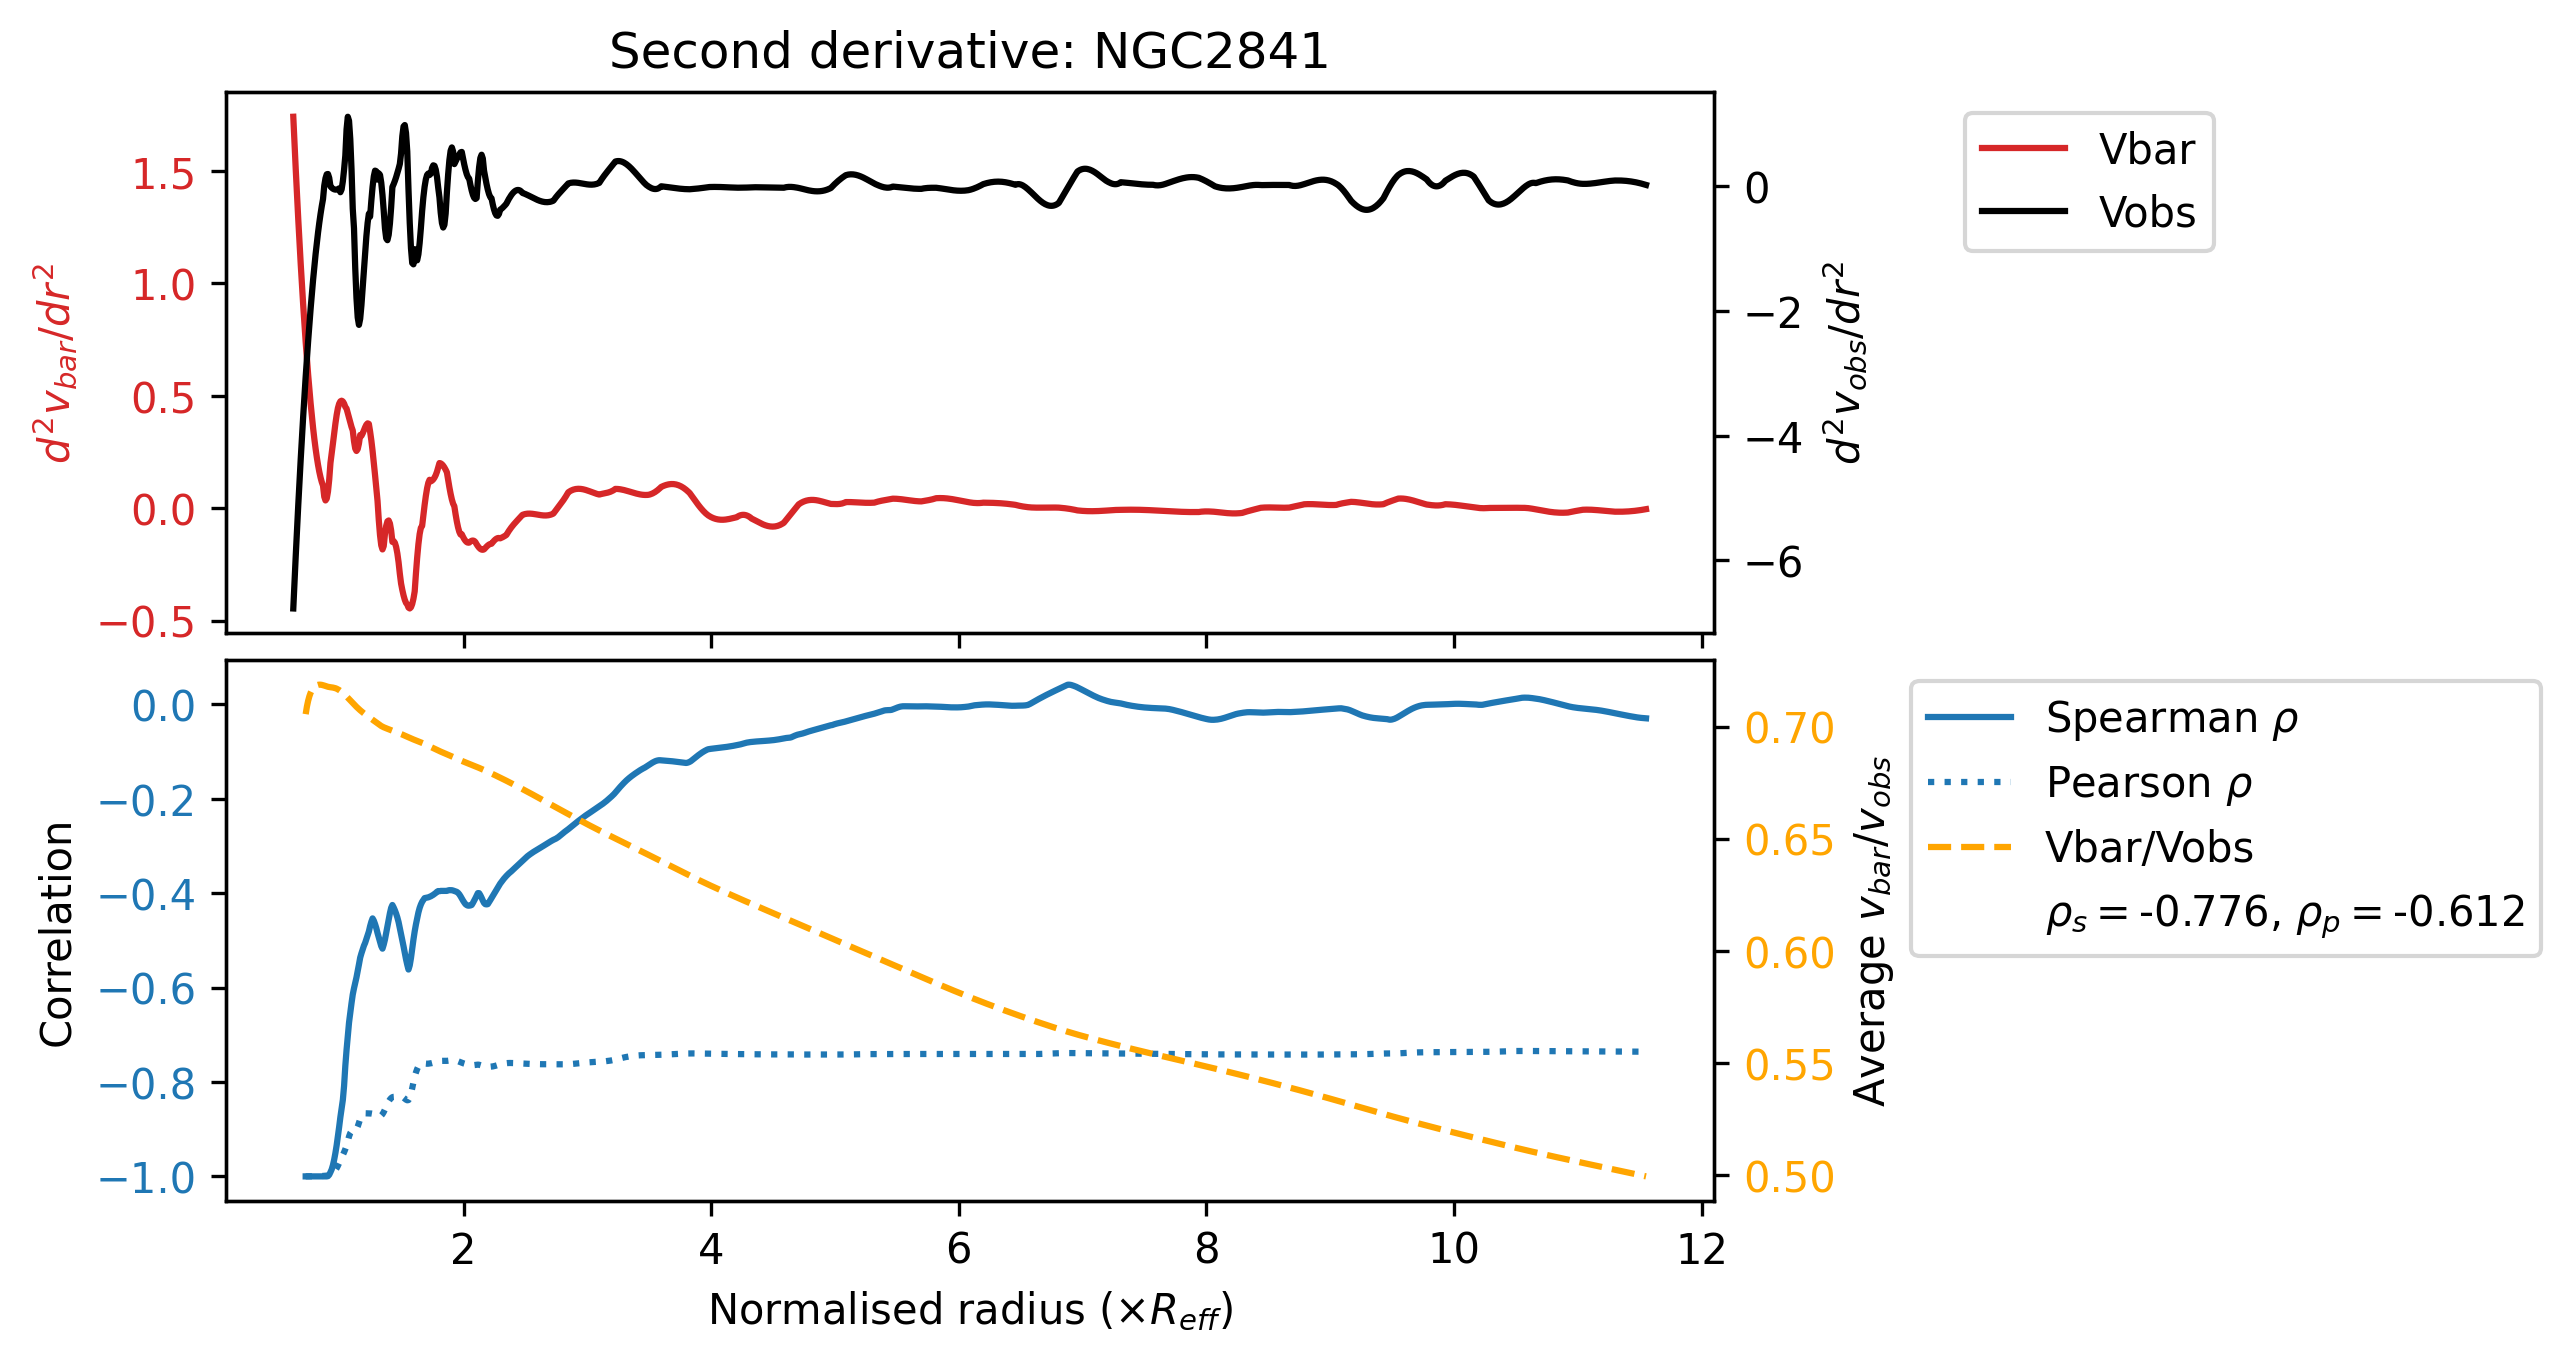 Second derivative: NGC2841
1.5
1.0
0.5
0.0
−0.5
d²v_bar/dr²
0
−2
−4
−6
d²v_obs/dr²
Vbar
Vobs
0.0
−0.2
−0.4
−0.6
−0.8
−1.0
Correlation
0.70
0.65
0.60
0.55
0.50
Average v_bar/v_obs
Spearman ρ
Pearson ρ
Vbar/Vobs
ρ_s = -0.776, ρ_p = -0.612
2 4 6 8 10 12
Normalised radius (×R_eff)